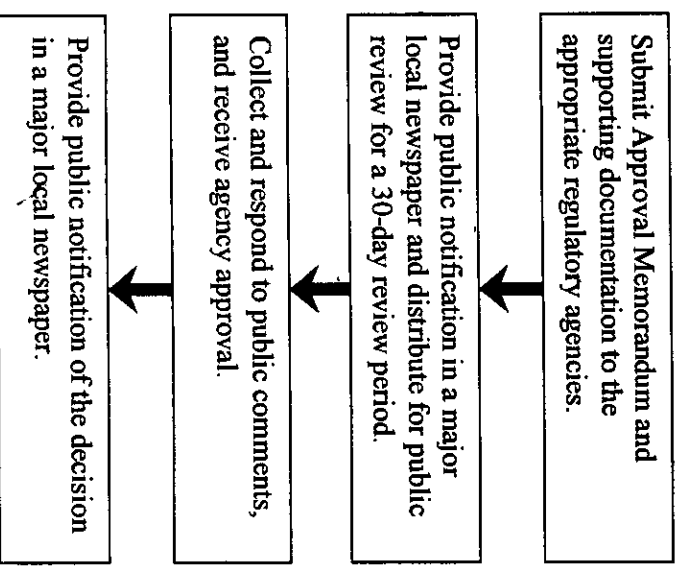 Submit Approval Memorandum and
supporting documentation to the
appropriate regulatory agencies.
Provide public notification in a major
local newspaper and distribute for public
review for a 30-day review period.
Collect and respond to public comments,
and receive agency approval.
Provide public notification of the decision
in a major local newspaper.